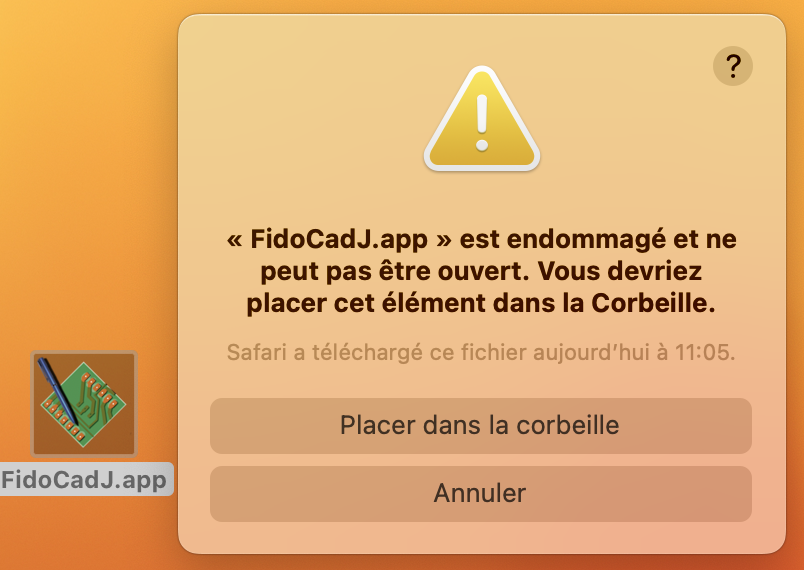 ?
« FidoCadJ.app » est endommagé et ne
peut pas être ouvert. Vous devriez
placer cet élément dans la Corbeille.
Safari a téléchargé ce fichier aujourd’hui à 11:05.
Placer dans la corbeille
FidoCadJ.app
Annuler